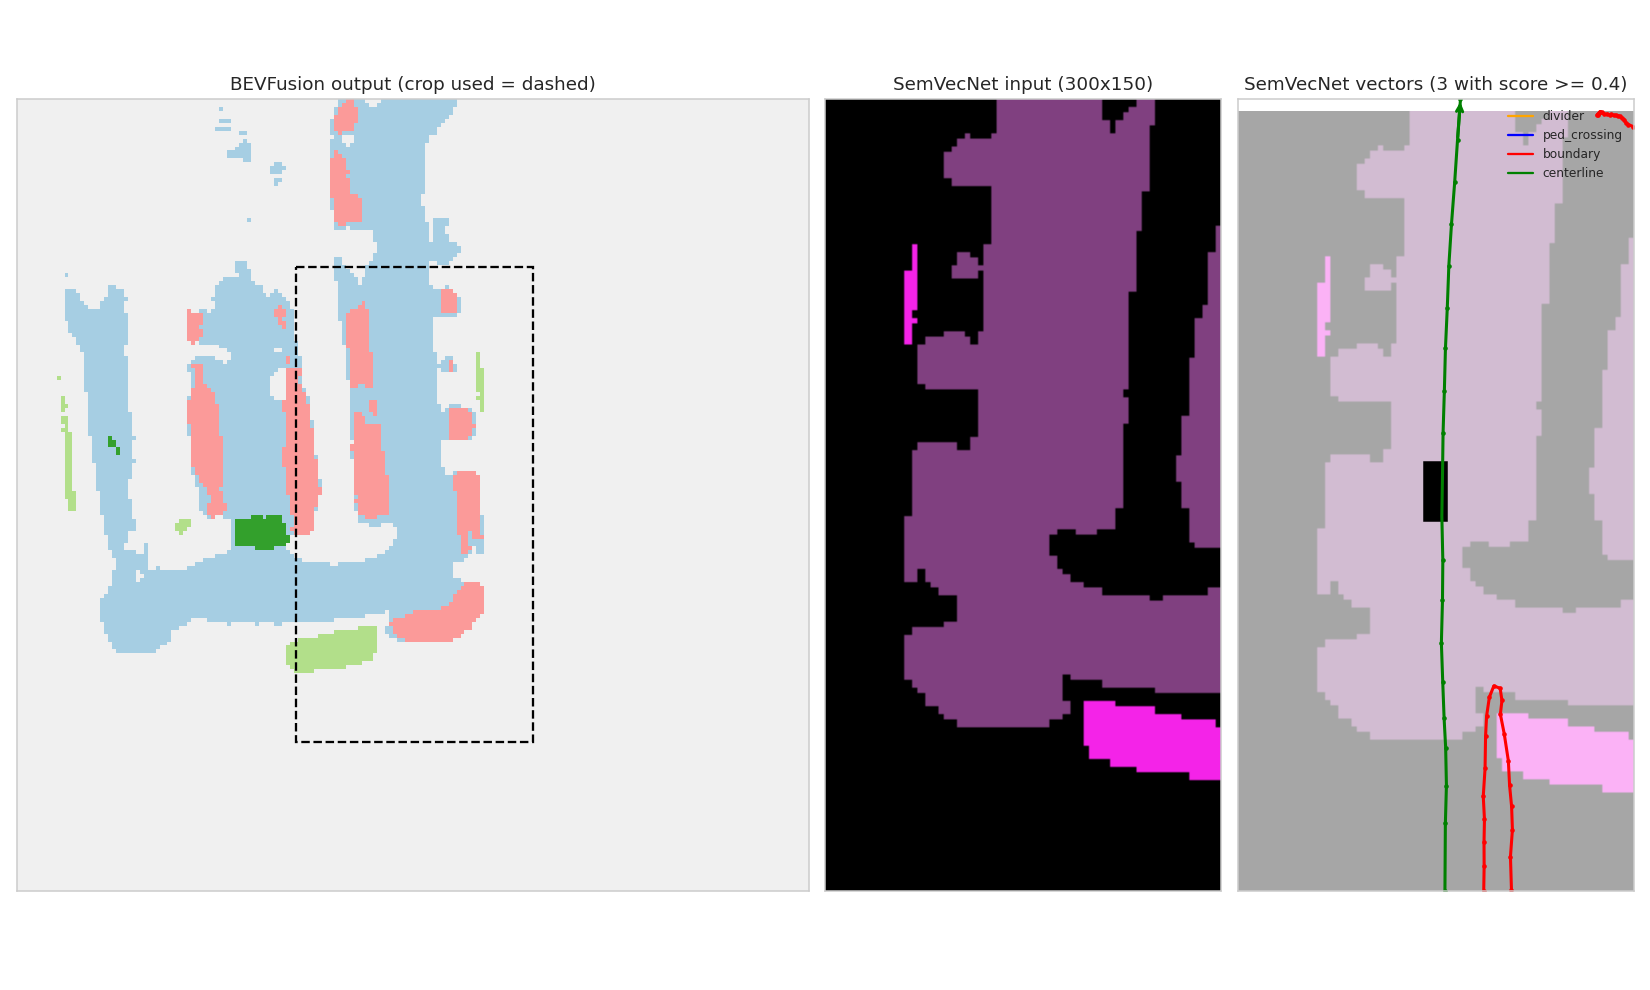 BEVFusion output (crop used = dashed)
SemVecNet input (300x150)
SemVecNet vectors (3 with score >= 0.4)
divider
ped_crossing
boundary
centerline